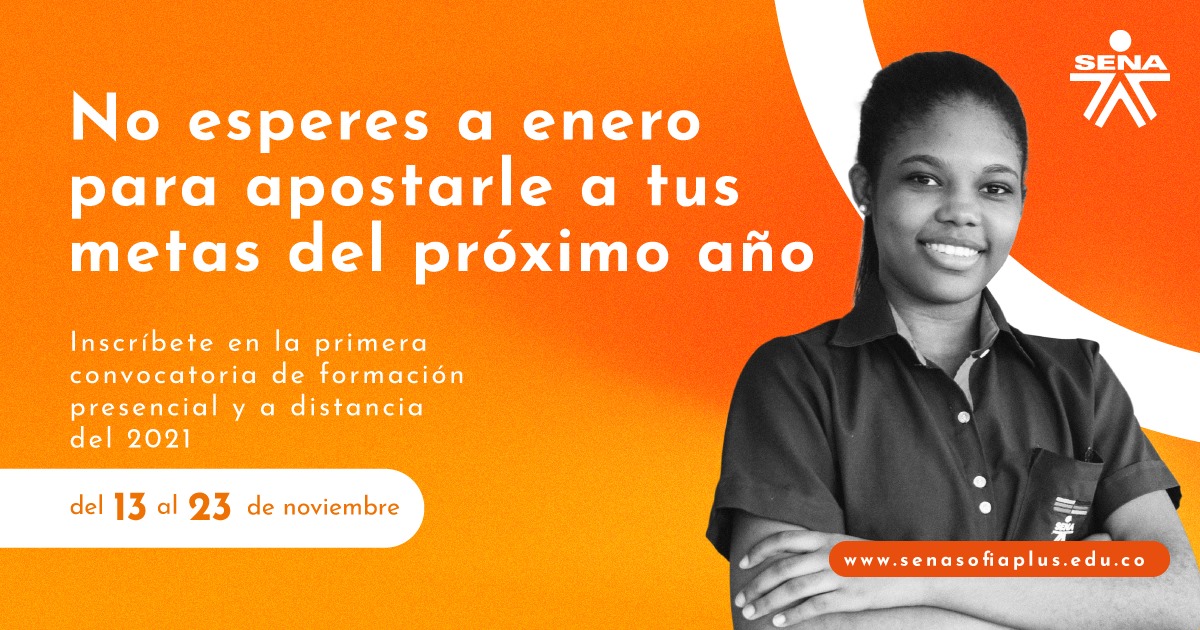 SENA
No esperes a enero
para apostarle a tus
metas del próximo año
Inscríbete en la primera
convocatoria de formación
presencial y a distancia
del 2021
del 13 al 23 de noviembre
SENA
www.senasofiaplus.edu.co